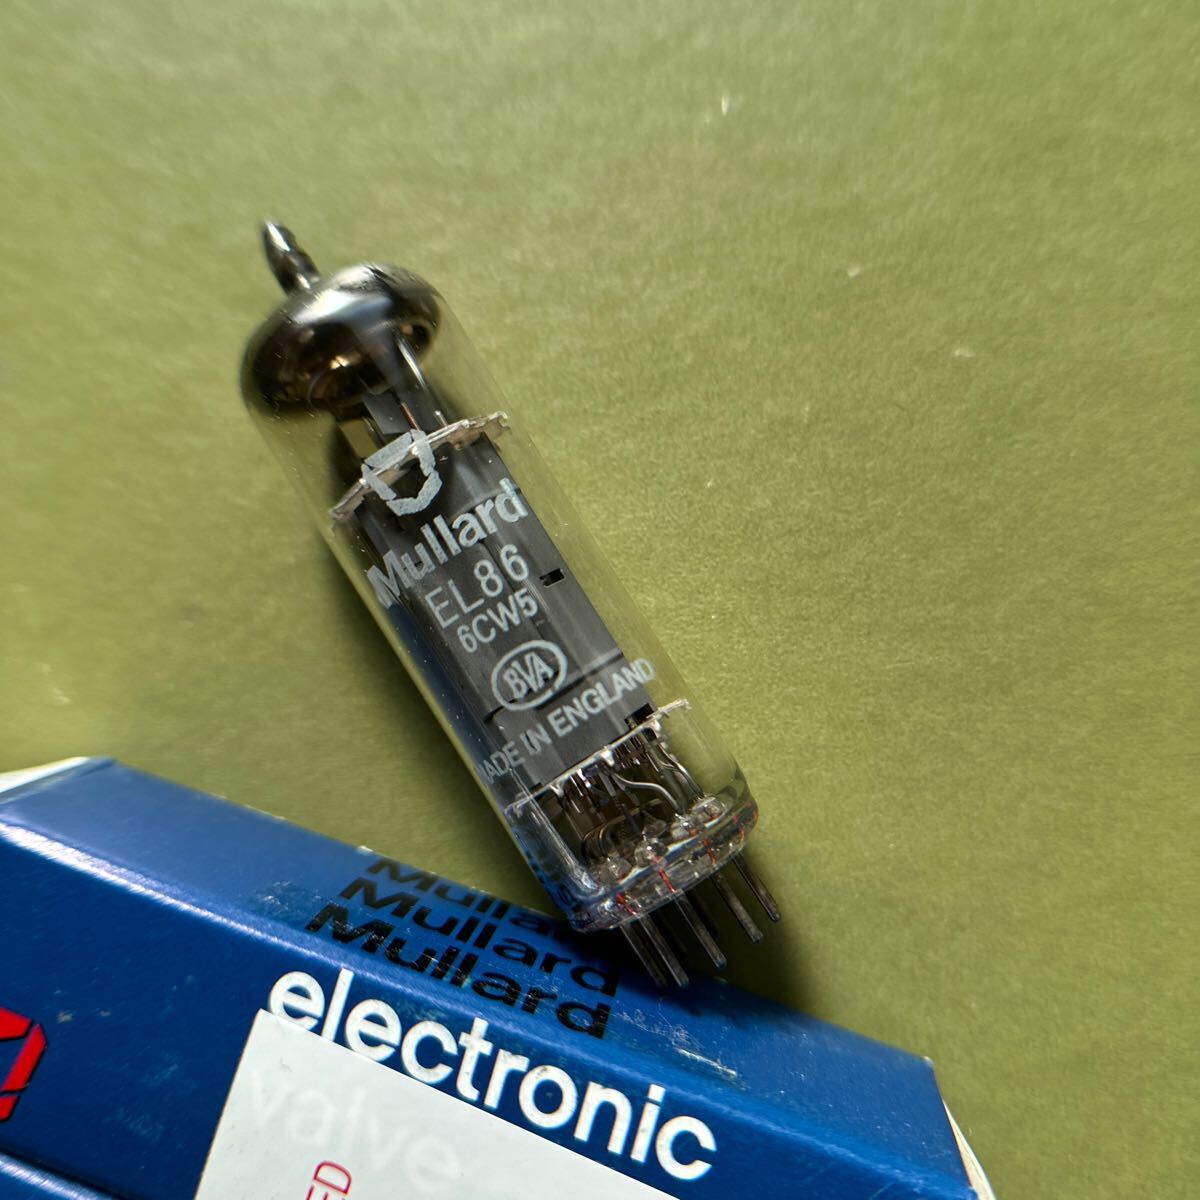 Mullard
EL86
6CW5
BVA
MADE IN ENGLAND
Mullard
Mullard
Mullard
electronic
valve